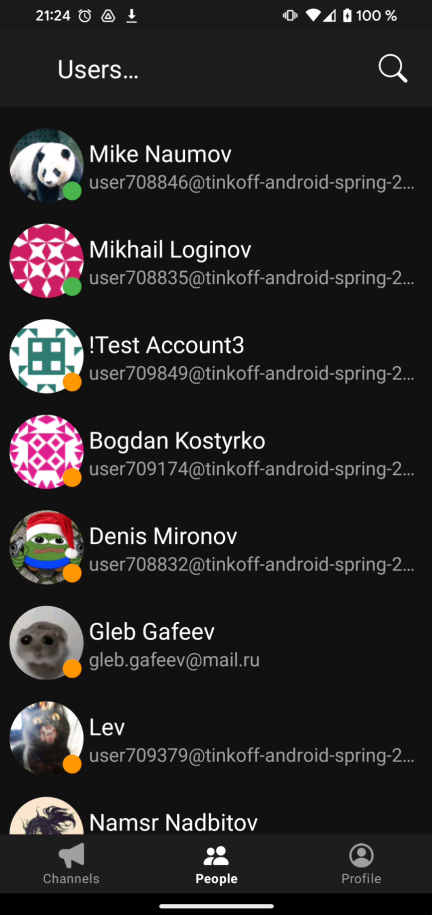 21:24 100 %
Users…
Mike Naumov
user708846@tinkoff-android-spring-2…
Mikhail Loginov
user708835@tinkoff-android-spring-2…
!Test Account3
user709849@tinkoff-android-spring-2…
Bogdan Kostyrko
user709174@tinkoff-android-spring-2…
Denis Mironov
user708832@tinkoff-android-spring-2…
Gleb Gafeev
gleb.gafeev@mail.ru
Lev
user709379@tinkoff-android-spring-2…
Namsr Nadbitov
Channels People Profile